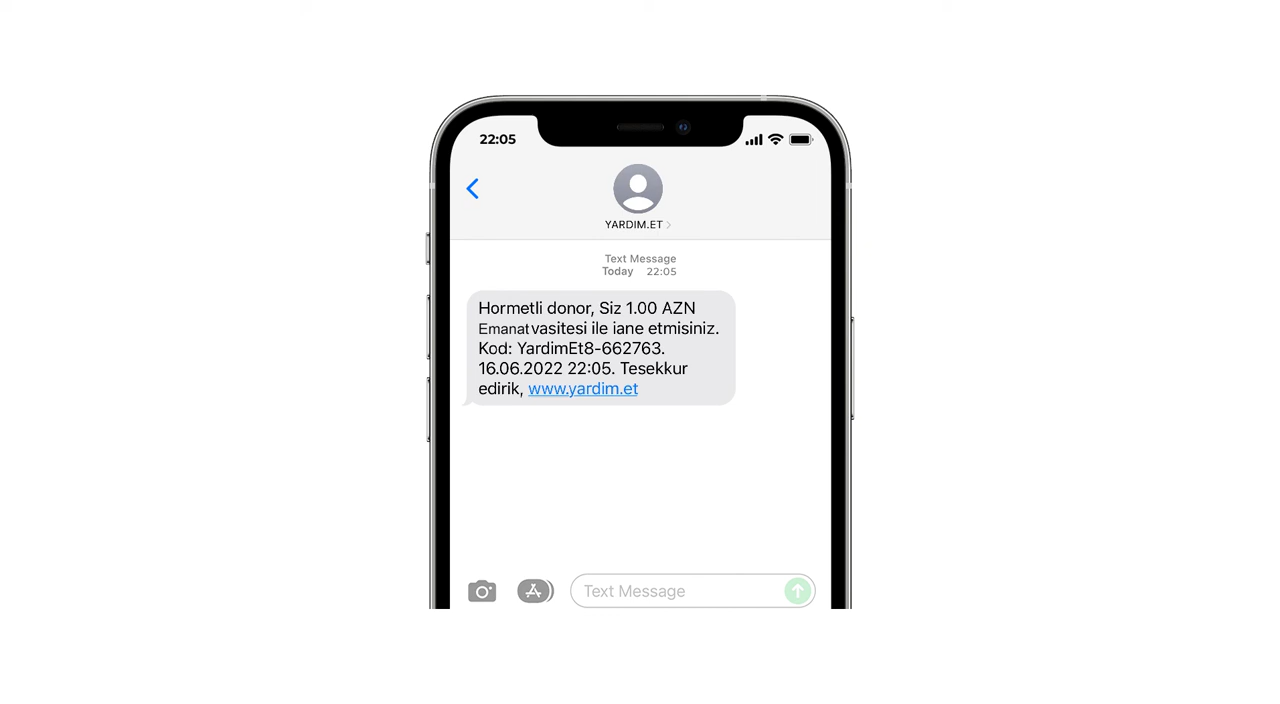 22:05
YARDIM.ET
Text Message
Today 22:05
Hormetli donor, Siz 1.00 AZN
Emanat vasitesi ile iane etmisiniz.
Kod: YardimEt8-662763.
16.06.2022 22:05. Tesekkur
edirik, www.yardim.et
Text Message